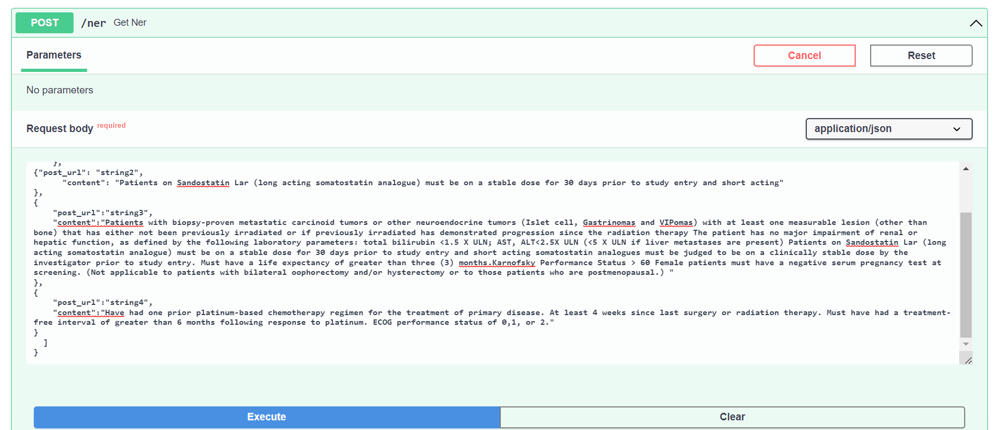 POST /ner Get Ner
Parameters
Cancel
Reset
No parameters
Request body required
application/json
},
{"post_url": "string2",
"content": "Patients on Sandostatin Lar (long acting somatostatin analogue) must be on a stable dose for 30 days prior to study entry and short acting"
},
{
"post_url":"string3",
"content":"Patients with biopsy-proven metastatic carcinoid tumors or other neuroendocrine tumors (Islet cell, Gastrinomas and VIPomas) with at least one measurable lesion (other than
bone) that has either not been previously irradiated or if previously irradiated has demonstrated progression since the radiation therapy The patient has no major impairment of renal or
hepatic function, as defined by the following laboratory parameters: total bilirubin <1.5 X ULN; AST, ALT<2.5X ULN (<5 X ULN if liver metastases are present) Patients on Sandostatin Lar (long
acting somatostatin analogue) must be on a stable dose for 30 days prior to study entry and short acting somatostatin analogues must be judged to be on a clinically stable dose by the
investigator prior to study entry. Must have a life expectancy of greater than three (3) months.Karnofsky Performance Status > 60 Female patients must have a negative serum pregnancy test at
screening. (Not applicable to patients with bilateral oophorectomy and/or hysterectomy or to those patients who are postmenopausal.) "
},
{
"post_url":"string4",
"content":"Have had one prior platinum-based chemotherapy regimen for the treatment of primary disease. At least 4 weeks since last surgery or radiation therapy. Must have had a treatment-
free interval of greater than 6 months following response to platinum. ECOG performance status of 0,1, or 2."
}
]
}
Execute
Clear